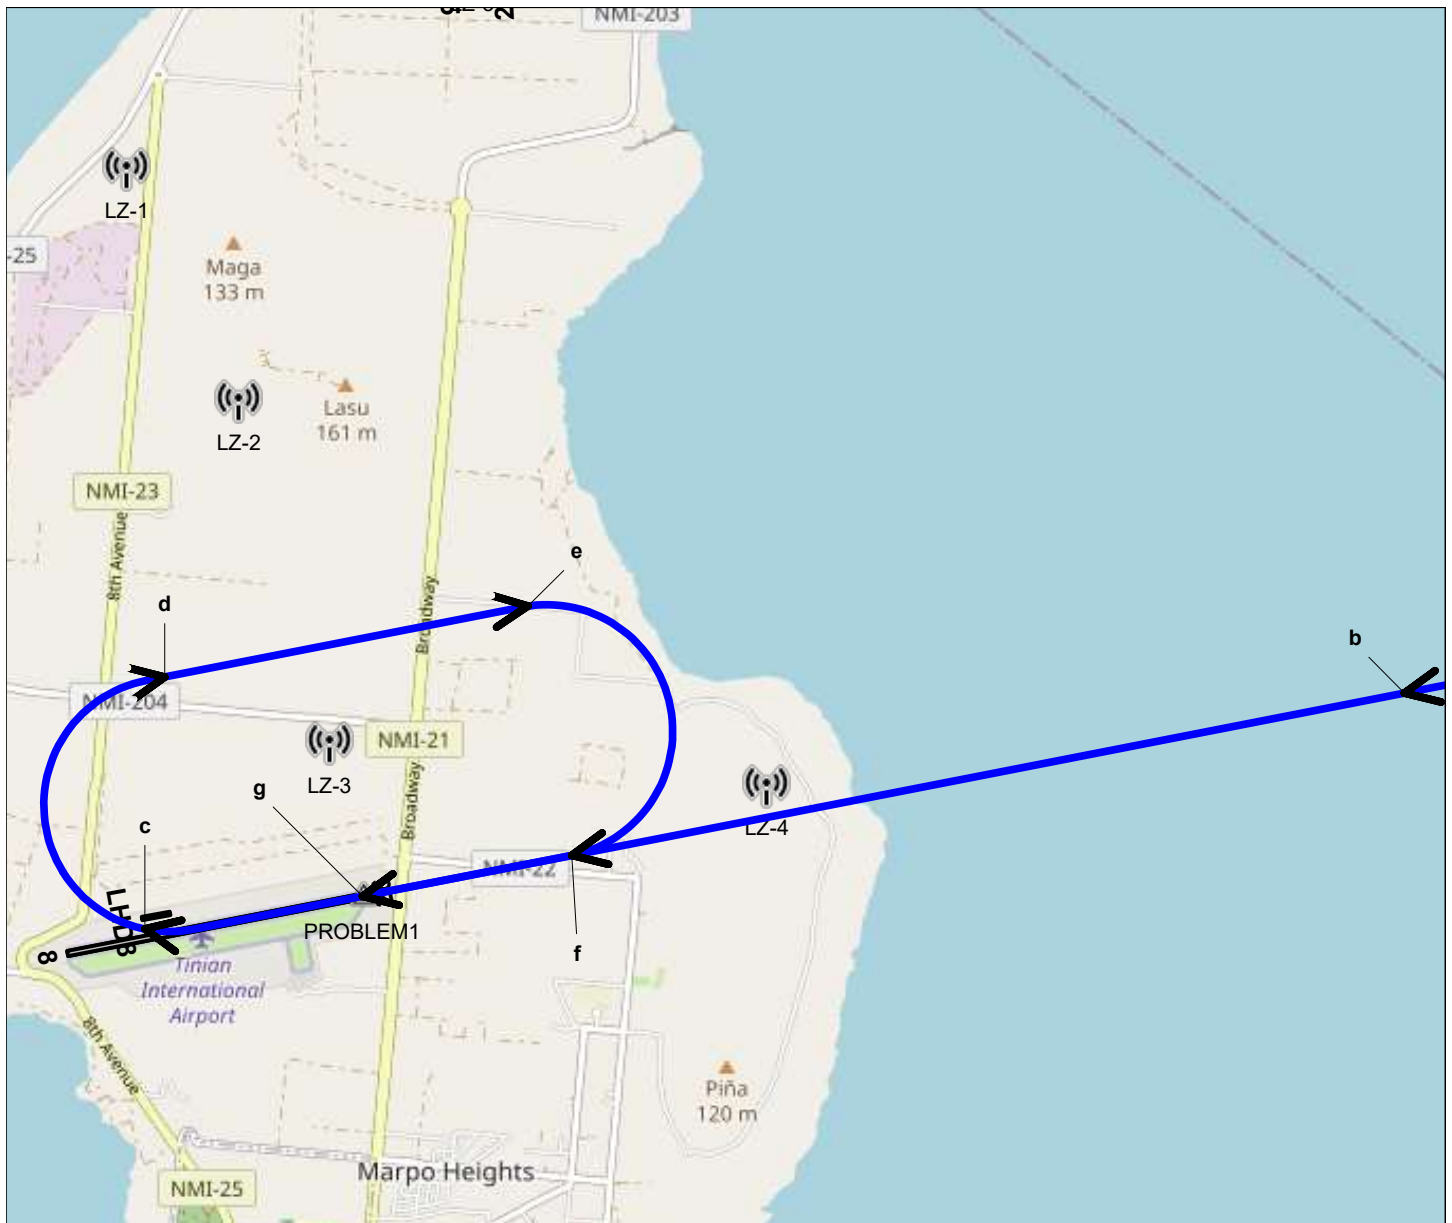 NMI-203
LZ-1
-25
Maga
133 m
Lasu
161 m
LZ-2
NMI-23
8th Avenue
e
d
Broadway
b
NMI-204
NMI-21
LZ-3
g
Broadway
c
LZ-4
NMI-22
LHD8
PROBLEM1
8
f
Tinian
International
Airport
8th Avenue
Piña
120 m
Marpo Heights
NMI-25